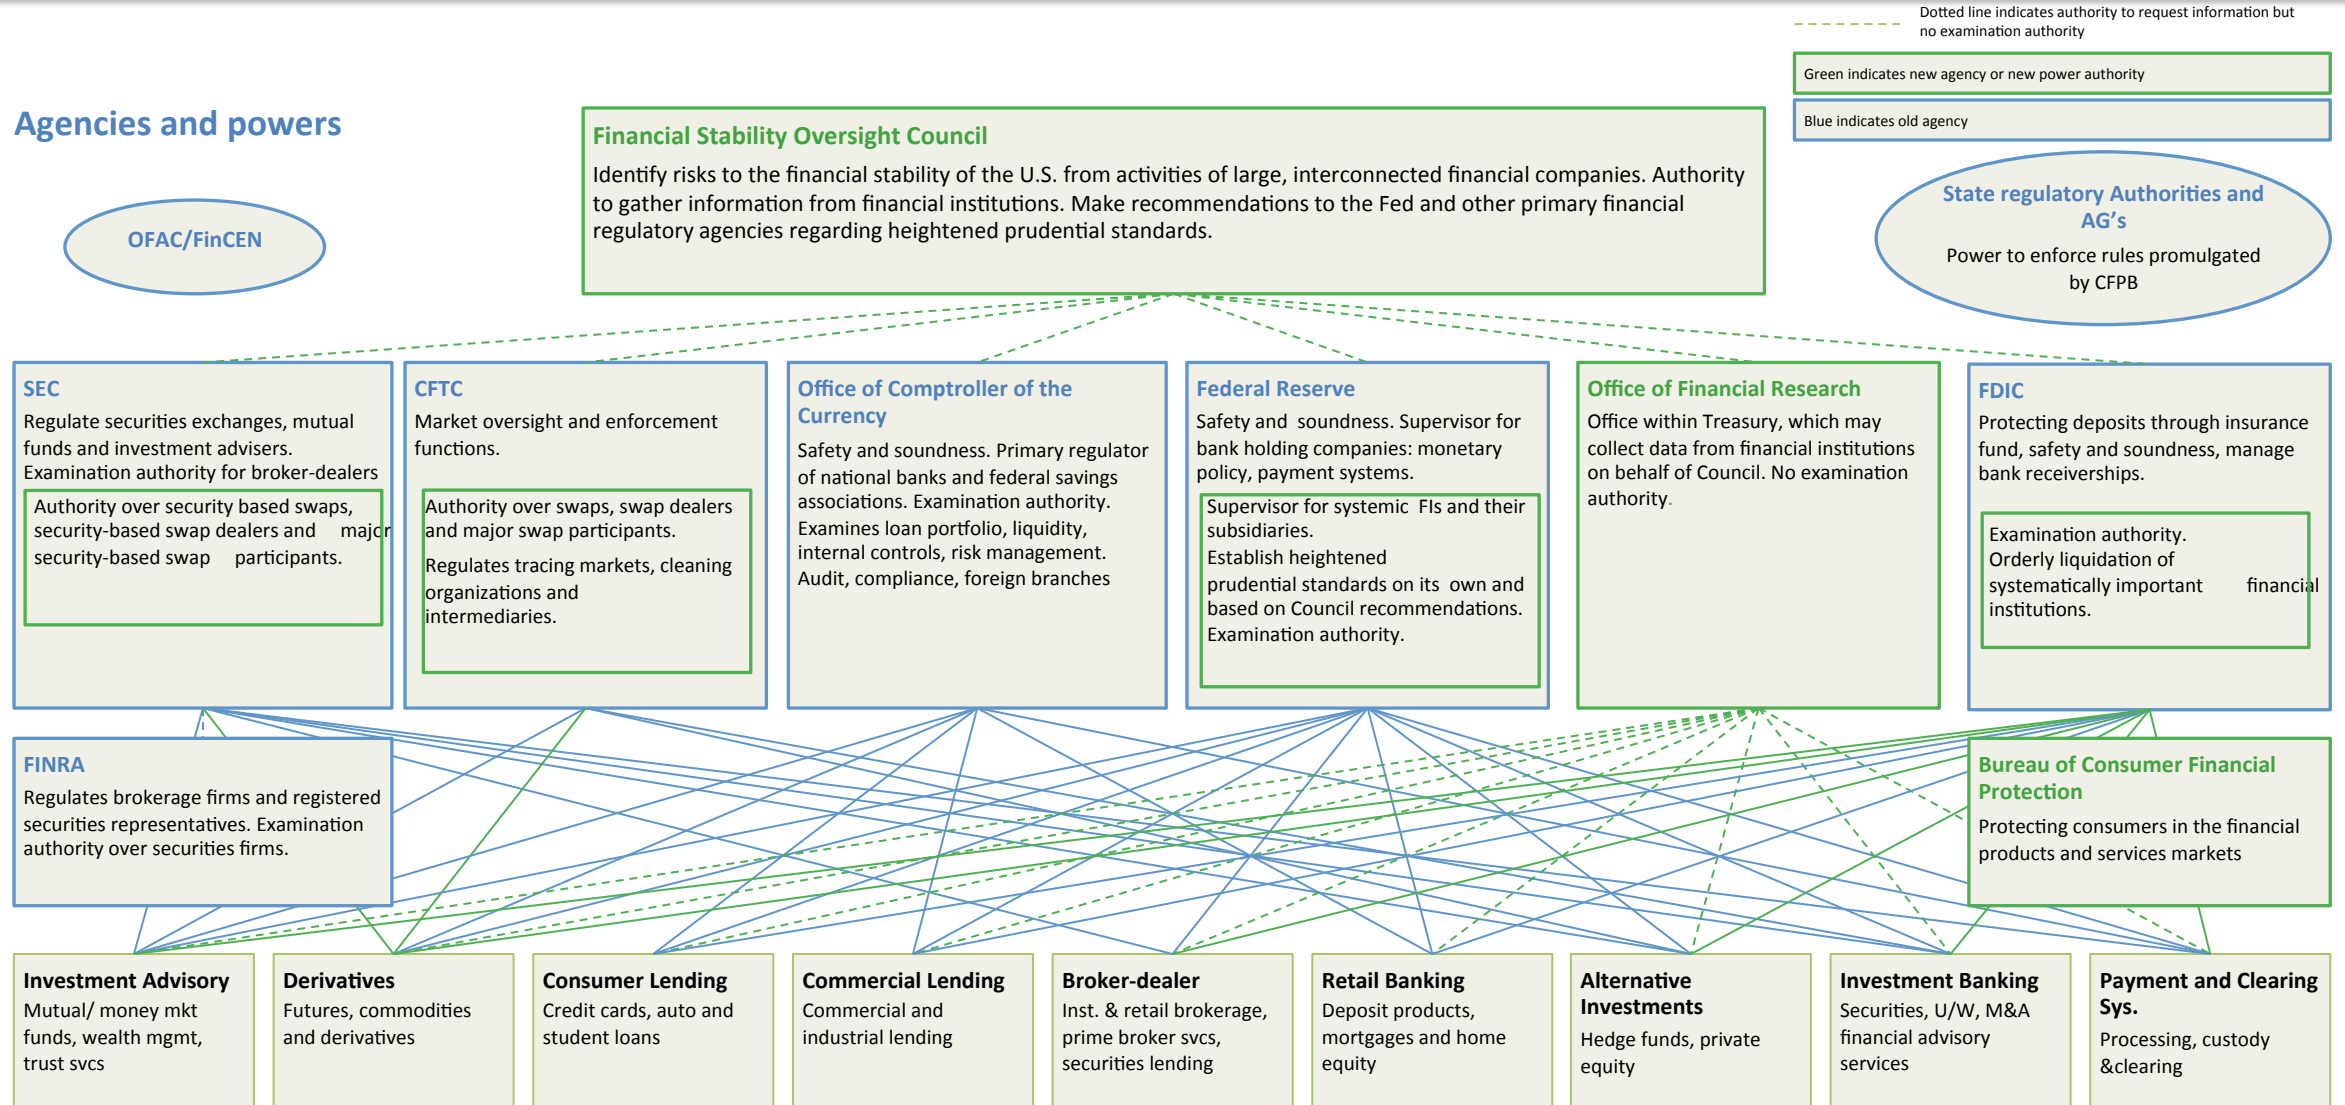 Dotted line indicates authority to request information but
no examination authority
Green indicates new agency or new power authority
Blue indicates old agency
Agencies and powers
Financial Stability Oversight Council
Identify risks to the financial stability of the U.S. from activities of large, interconnected financial companies. Authority
to gather information from financial institutions. Make recommendations to the Fed and other primary financial
regulatory agencies regarding heightened prudential standards.
OFAC/FinCEN
State regulatory Authorities and
AG's
Power to enforce rules promulgated
by CFPB
SEC
Regulate securities exchanges, mutual
funds and investment advisers.
Examination authority for broker-dealers
Authority over security based swaps,
security-based swap dealers and major
security-based swap participants.
CFTC
Market oversight and enforcement
functions.
Authority over swaps, swap dealers
and major swap participants.
Regulates tracing markets, cleaning
organizations and
intermediaries.
Office of Comptroller of the
Currency
Safety and soundness. Primary regulator
of national banks and federal savings
associations. Examination authority.
Examines loan portfolio, liquidity,
internal controls, risk management.
Audit, compliance, foreign branches
Federal Reserve
Safety and soundness. Supervisor for
bank holding companies: monetary
policy, payment systems.
Supervisor for systemic FIs and their
subsidiaries.
Establish heightened
prudential standards on its own and
based on Council recommendations.
Examination authority.
Office of Financial Research
Office within Treasury, which may
collect data from financial institutions
on behalf of Council. No examination
authority.
FDIC
Protecting deposits through insurance
fund, safety and soundness, manage
bank receiverships.
Examination authority.
Orderly liquidation of
systematically important financial
institutions.
FINRA
Regulates brokerage firms and registered
securities representatives. Examination
authority over securities firms.
Bureau of Consumer Financial
Protection
Protecting consumers in the financial
products and services markets
Investment Advisory
Mutual/ money mkt
funds, wealth mgmt,
trust svcs
Derivatives
Futures, commodities
and derivatives
Consumer Lending
Credit cards, auto and
student loans
Commercial Lending
Commercial and
industrial lending
Broker-dealer
Inst. & retail brokerage,
prime broker svcs,
securities lending
Retail Banking
Deposit products,
mortgages and home
equity
Alternative
Investments
Hedge funds, private
equity
Investment Banking
Securities, U/W, M&A
financial advisory
services
Payment and Clearing
Sys.
Processing, custody
&clearing